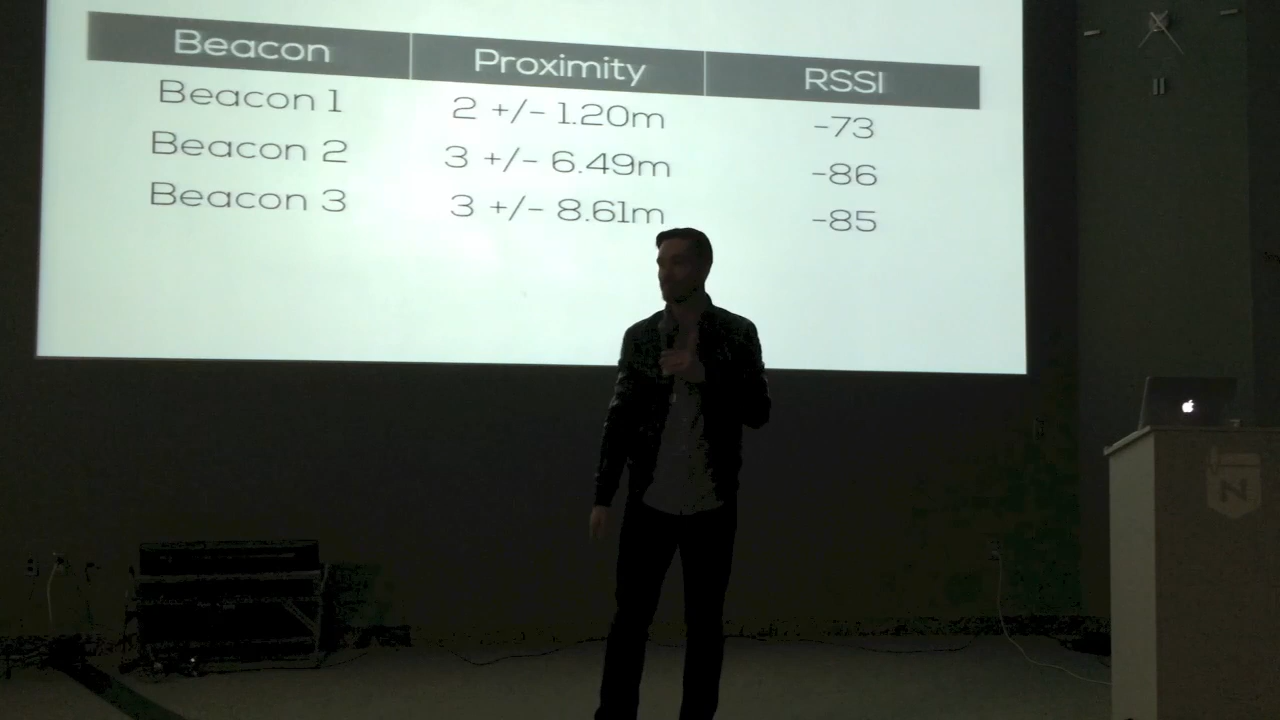 Beacon Proximity RSSI
Beacon 1 2 +/- 1.20m -73
Beacon 2 3 +/- 6.49m -86
Beacon 3 3 +/- 8.61m -85
N